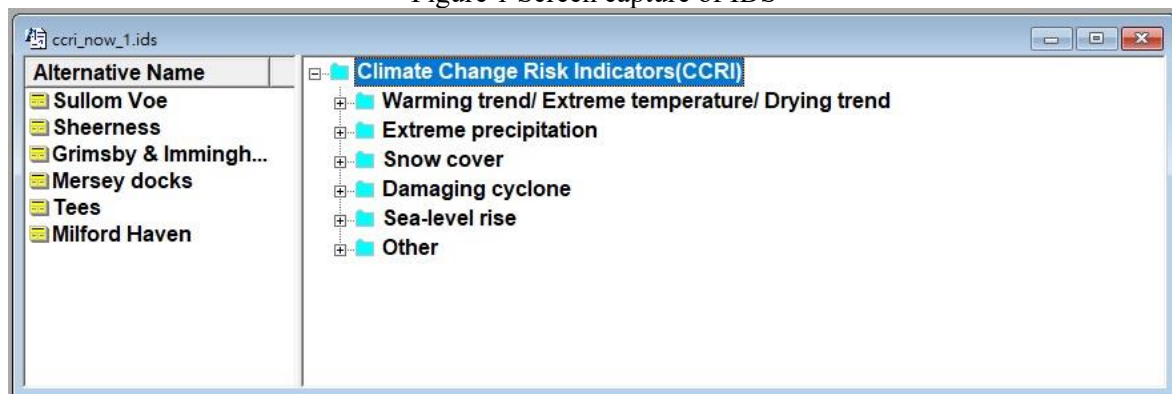 Figure 1 Screen capture of IDS
ccri_now_1.ids
Alternative Name
Sullom Voe
Sheerness
Grimsby & Immingh...
Mersey docks
Tees
Milford Haven
Climate Change Risk Indicators(CCRI)
Warming trend/ Extreme temperature/ Drying trend
Extreme precipitation
Snow cover
Damaging cyclone
Sea-level rise
Other